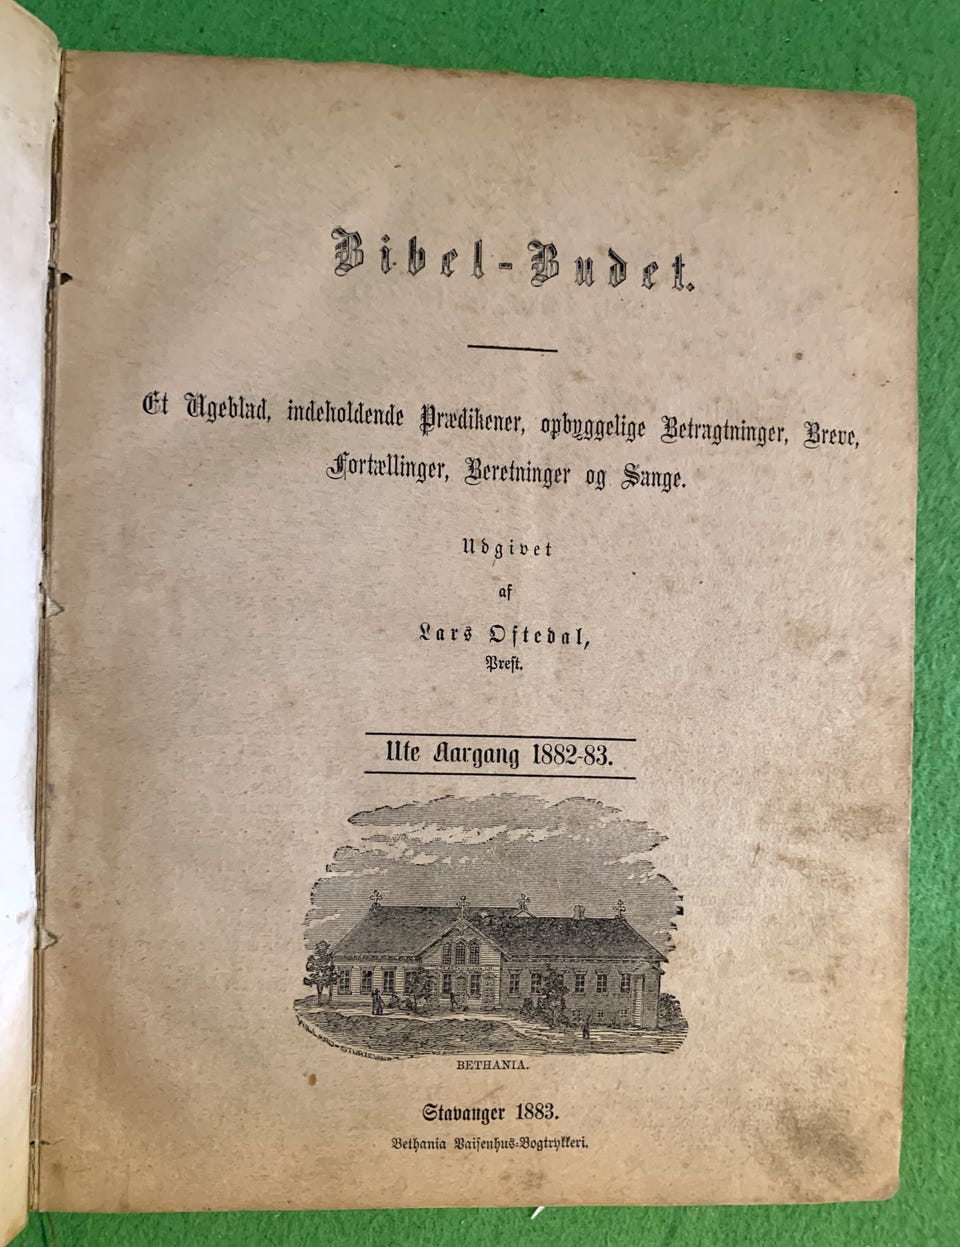 Bibel-Budet.
Et Ugeblad, indeholdende Prædikener, opbyggelige Betragtninger, Breve,
Fortællinger, Beretninger og Sange.
Udgivet
af
Lars Oftedal,
Prest.
11te Aargang 1882-83.
BETHANIA.
Stavanger 1883.
Bethania Vaisenhus-Bogtrykkeri.